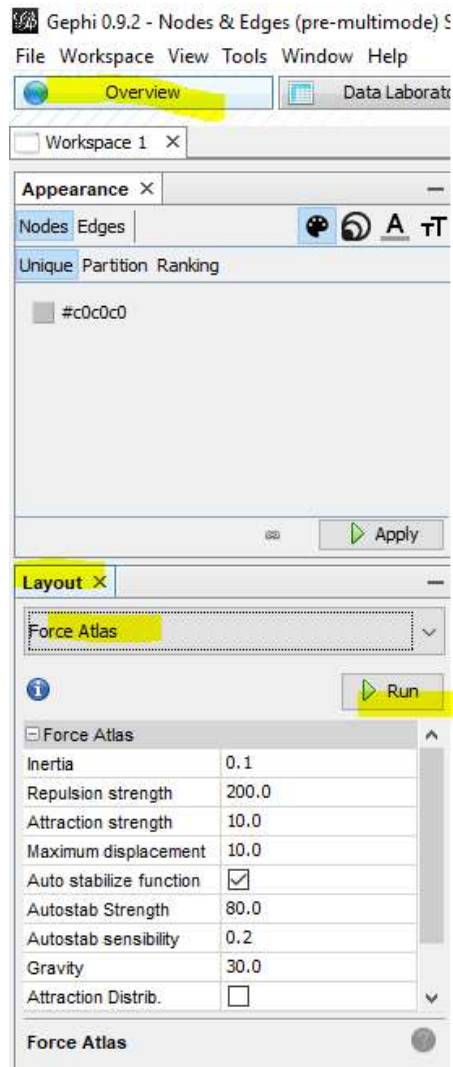 Gephi 0.9.2 - Nodes & Edges (pre-multimode) S
File Workspace View Tools Window Help
Overview Data Laborato
Workspace 1 X
Appearance X
Nodes Edges A TT
Unique Partition Ranking
#c0c0c0
Apply
Layout X
Force Atlas
Run
Force Atlas
Inertia 0.1
Repulsion strength 200.0
Attraction strength 10.0
Maximum displacement 10.0
Auto stabilize function
Autostab Strength 80.0
Autostab sensibility 0.2
Gravity 30.0
Attraction Distrib.
Force Atlas